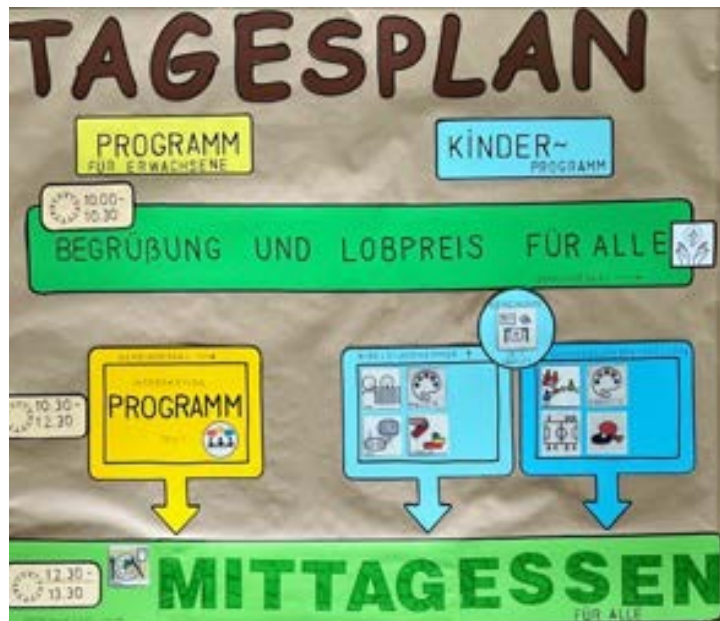 TAGESPLAN
PROGRAMM
FÜR ERWACHSENE
KINDER~
PROGRAMM
10.00-
10.30
BEGRÜßUNG UND LOBPREIS FÜR ALLE
10.30-
12.30
PROGRAMM
12.30-
13.30
MITTAGESSEN
FÜR ALLE